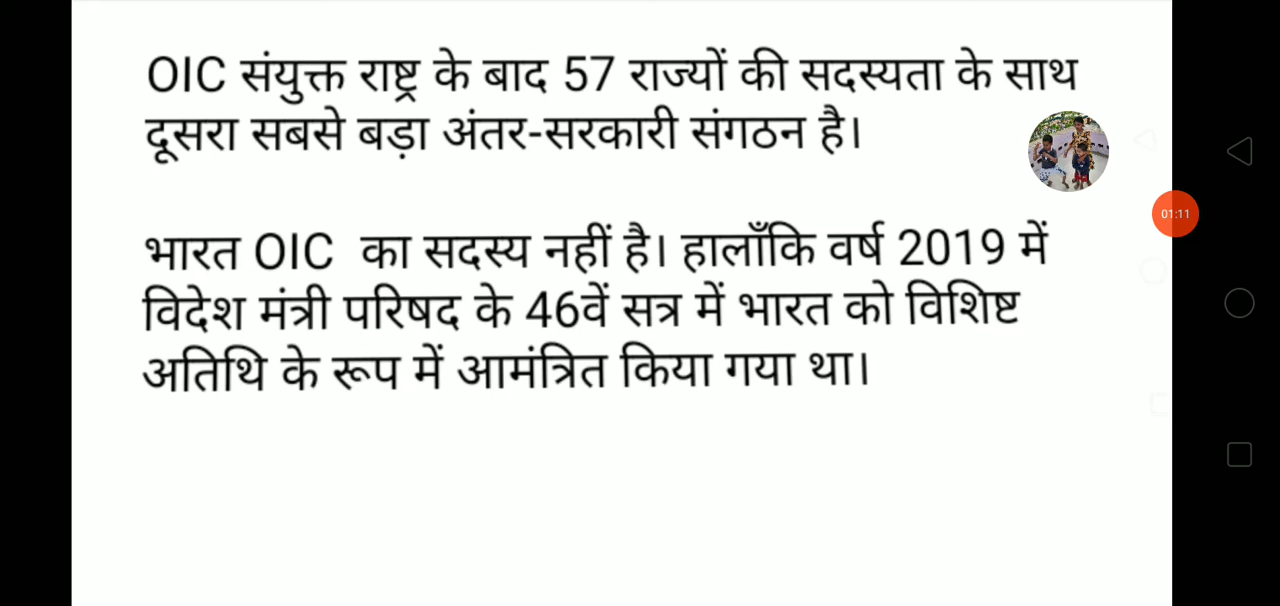 OIC संयुक्त राष्ट्र के बाद 57 राज्यों की सदस्यता के साथ
दूसरा सबसे बड़ा अंतर-सरकारी संगठन है।
01:11
भारत OIC का सदस्य नहीं है। हालाँकि वर्ष 2019 में
विदेश मंत्री परिषद के 46वें सत्र में भारत को विशिष्ट
अतिथि के रूप में आमंत्रित किया गया था।